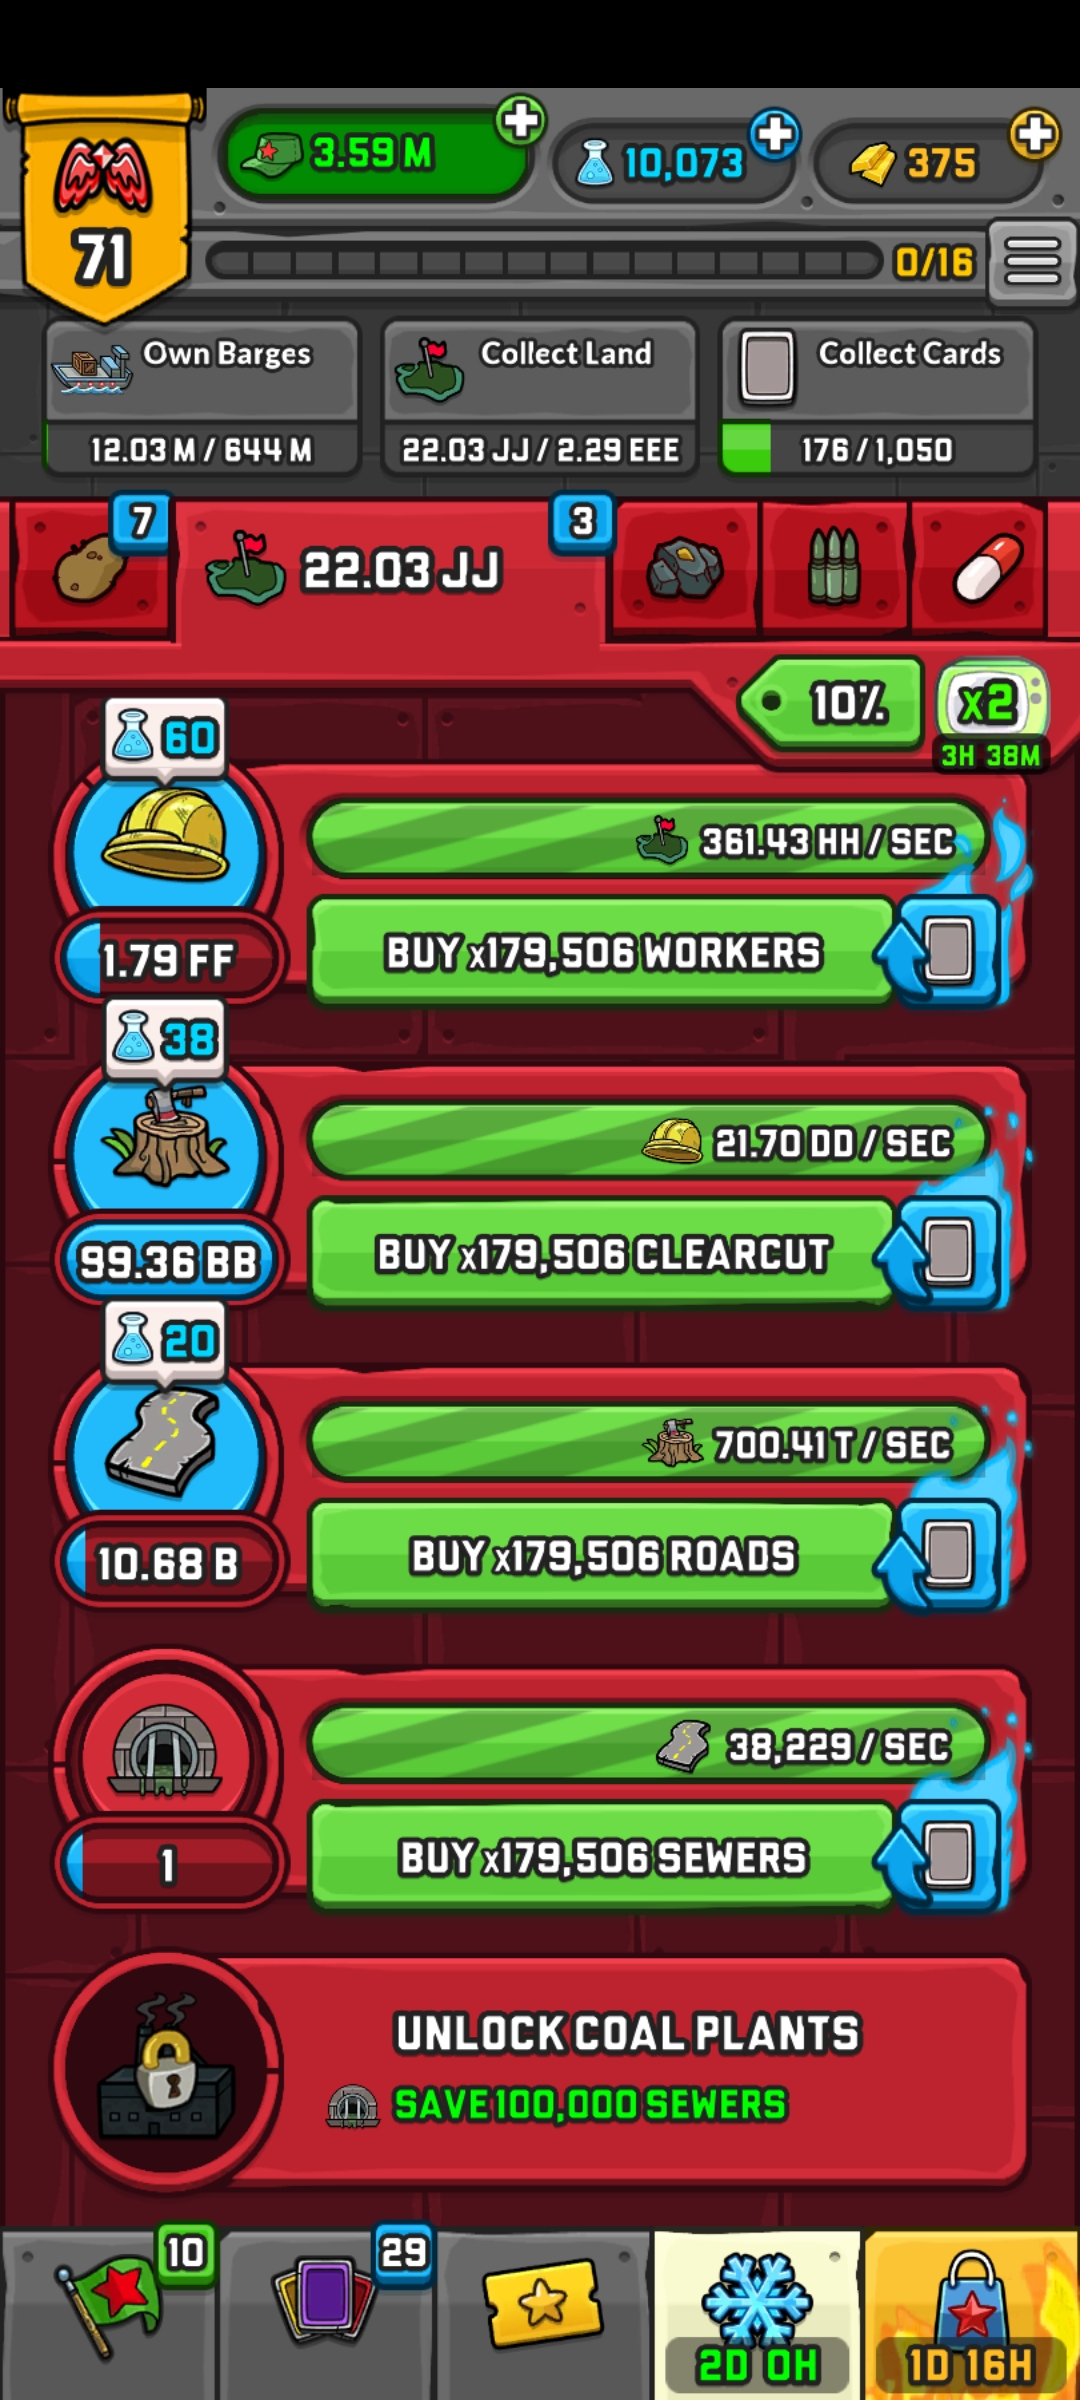 3.59 M
10,073
375
71
0/16
Own Barges
Collect Land
Collect Cards
12.03 M / 644 M
22.03 JJ / 2.29 EEE
176 / 1,050
7
22.03 JJ
3
10%
x2
3H 38M
60
361.43 HH / SEC
1.79 FF
BUY x179,506 WORKERS
38
21.70 DD / SEC
99.36 BB
BUY x179,506 CLEARCUT
20
700.41 T / SEC
10.68 B
BUY x179,506 ROADS
38,229 / SEC
1
BUY x179,506 SEWERS
UNLOCK COAL PLANTS
SAVE 100,000 SEWERS
10
29
2D 0H
1D 16H